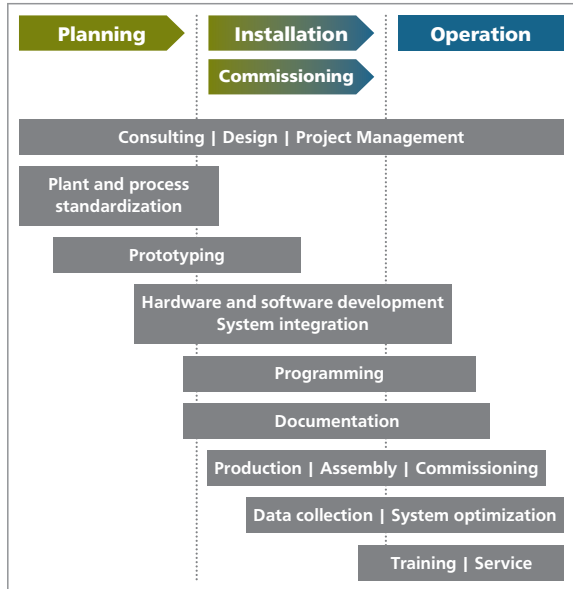 Planning
Installation
Operation
Commissioning
Consulting | Design | Project Management
Plant and process
standardization
Prototyping
Hardware and software development
System integration
Programming
Documentation
Production | Assembly | Commissioning
Data collection | System optimization
Training | Service